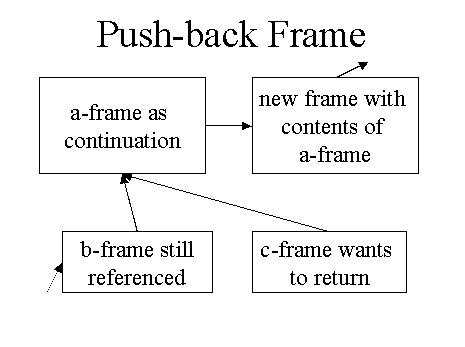 Push-back Frame
a-frame as
continuation
new frame with
contents of
a-frame
b-frame still
referenced
c-frame wants
to return